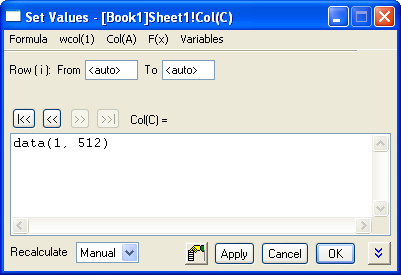 Set Values - [Book1]Sheet1!Col(C)
Formula wcol(1) Col(A) F(x) Variables
Row ( i ): From <auto> To <auto>
|<< << >> >>| Col(C) =
data(1, 512)
Recalculate Manual Apply Cancel OK